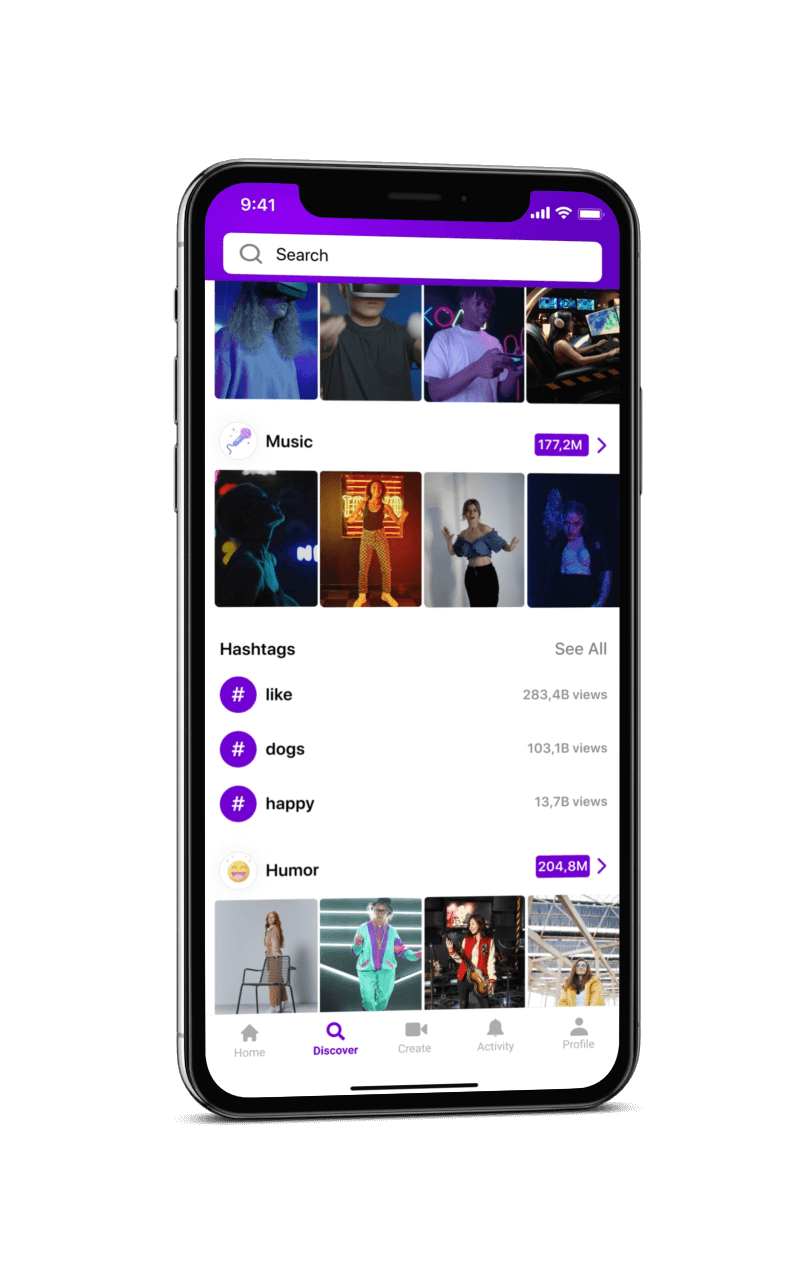 9:41
Search
Music
177,2M
Hashtags
See All
# like
283,4B views
# dogs
103,1B views
# happy
13,7B views
Humor
204,8M
Home
Discover
Create
Activity
Profile